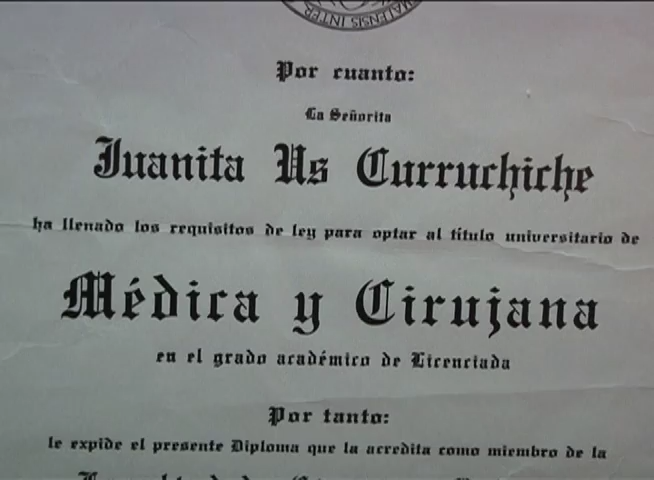 MALENSIS INTER
Por cuanto:
La Señorita
Juanita Us Curruchiche
ha llenado los requisitos de ley para optar al título universitario de
Médica y Cirujana
en el grado académico de Licenciada
Por tanto:
le expide el presente Diploma que la acredita como miembro de la